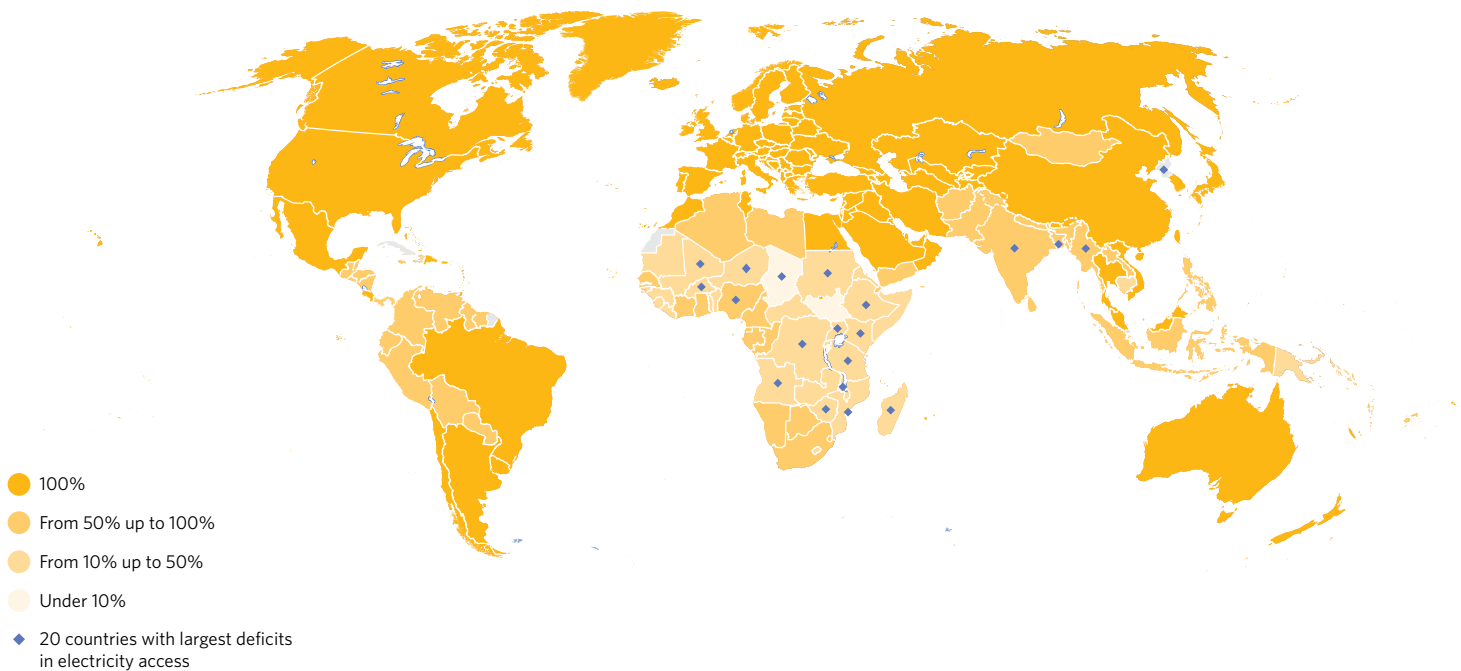 100%
From 50% up to 100%
From 10% up to 50%
Under 10%
20 countries with largest deficits
in electricity access